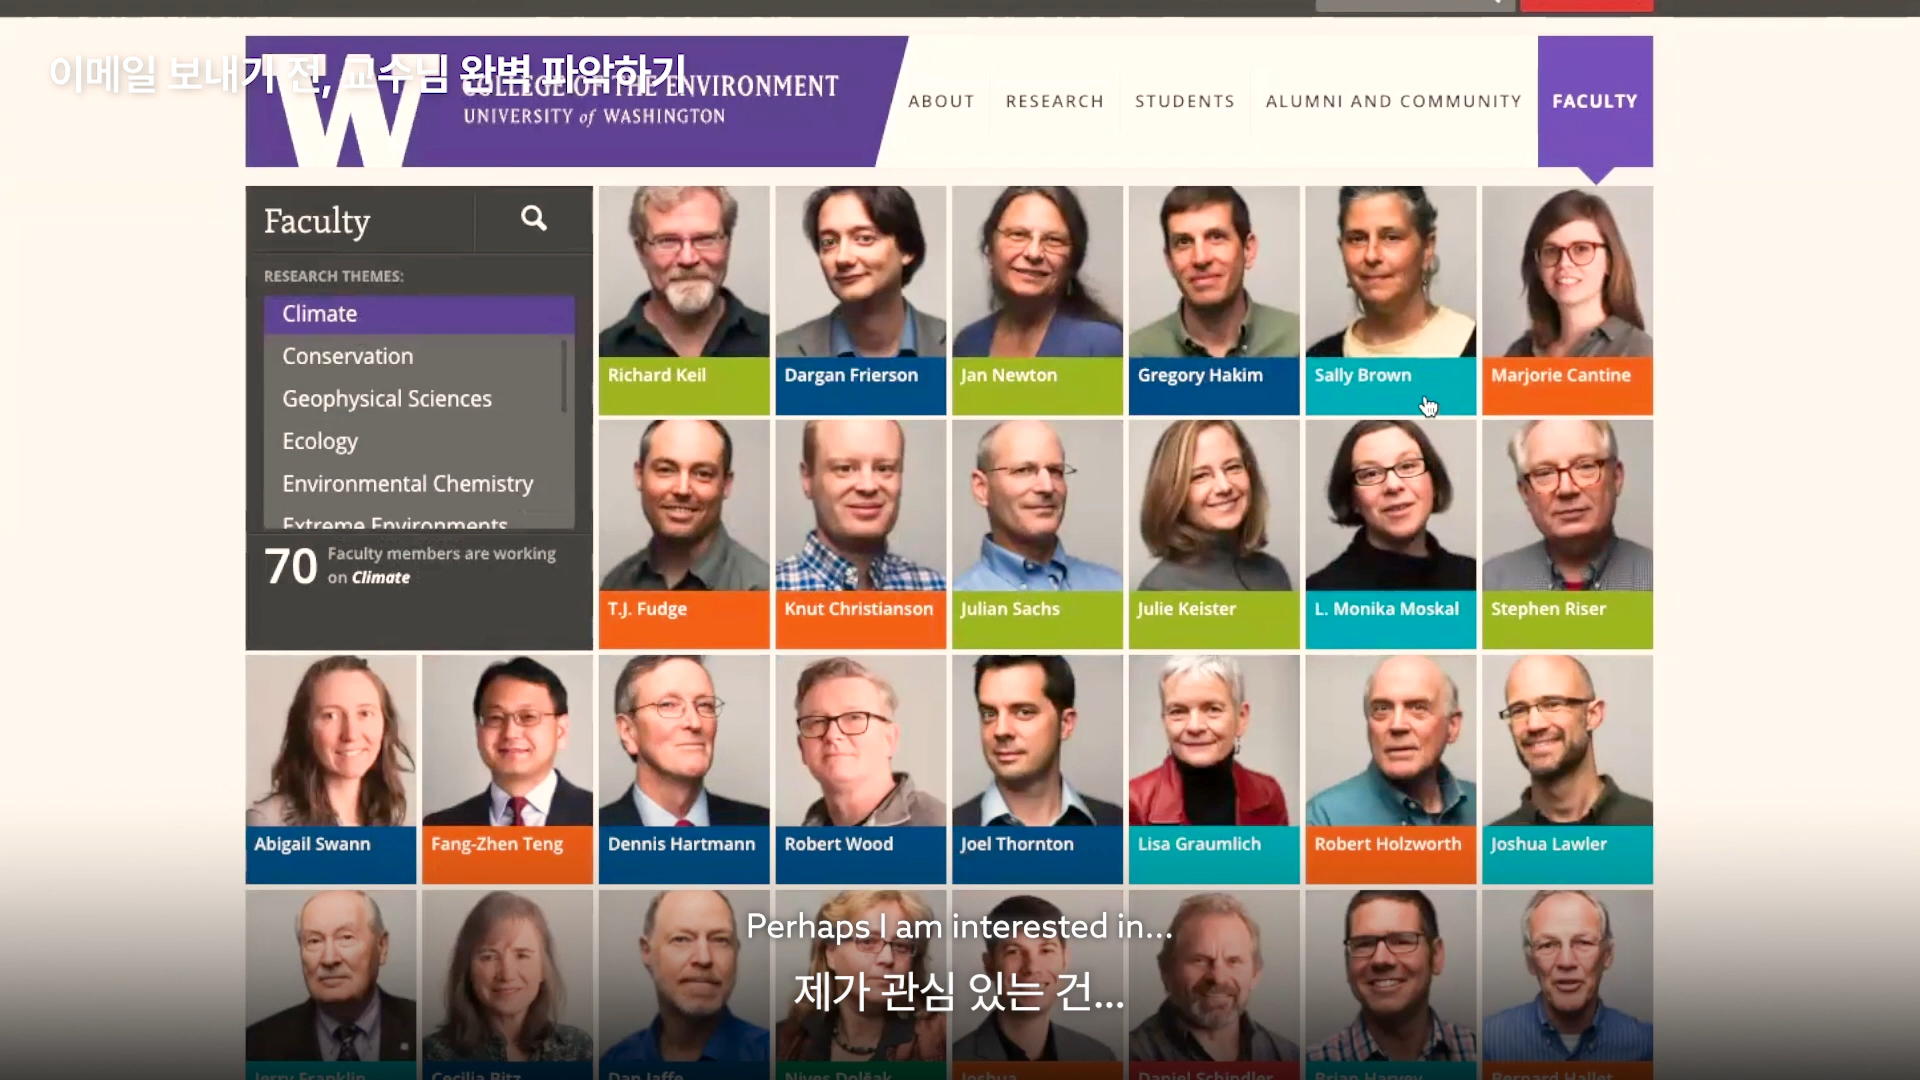 이메일 보내기 전, 교수님 완벽 파악하기
W
COLLEGE OF THE ENVIRONMENT
UNIVERSITY of WASHINGTON
ABOUT
RESEARCH
STUDENTS
ALUMNI AND COMMUNITY
FACULTY
Faculty
RESEARCH THEMES:
Climate
Conservation
Geophysical Sciences
Ecology
Environmental Chemistry
Extreme Environments
70 Faculty members are working
on Climate
Richard Keil
Dargan Frierson
Jan Newton
Gregory Hakim
Sally Brown
Marjorie Cantine
T.J. Fudge
Knut Christianson
Julian Sachs
Julie Keister
L. Monika Moskal
Stephen Riser
Abigail Swann
Fang-Zhen Teng
Dennis Hartmann
Robert Wood
Joel Thornton
Lisa Graumlich
Robert Holzworth
Joshua Lawler
Perhaps I am interested in...
제가 관심 있는 건...
Jerry Franklin
Cecilia Bitz
Dan Jaffe
Nives Dolšak
Joshua
Daniel Schindler
Brian Harvey
Bernard Hallet